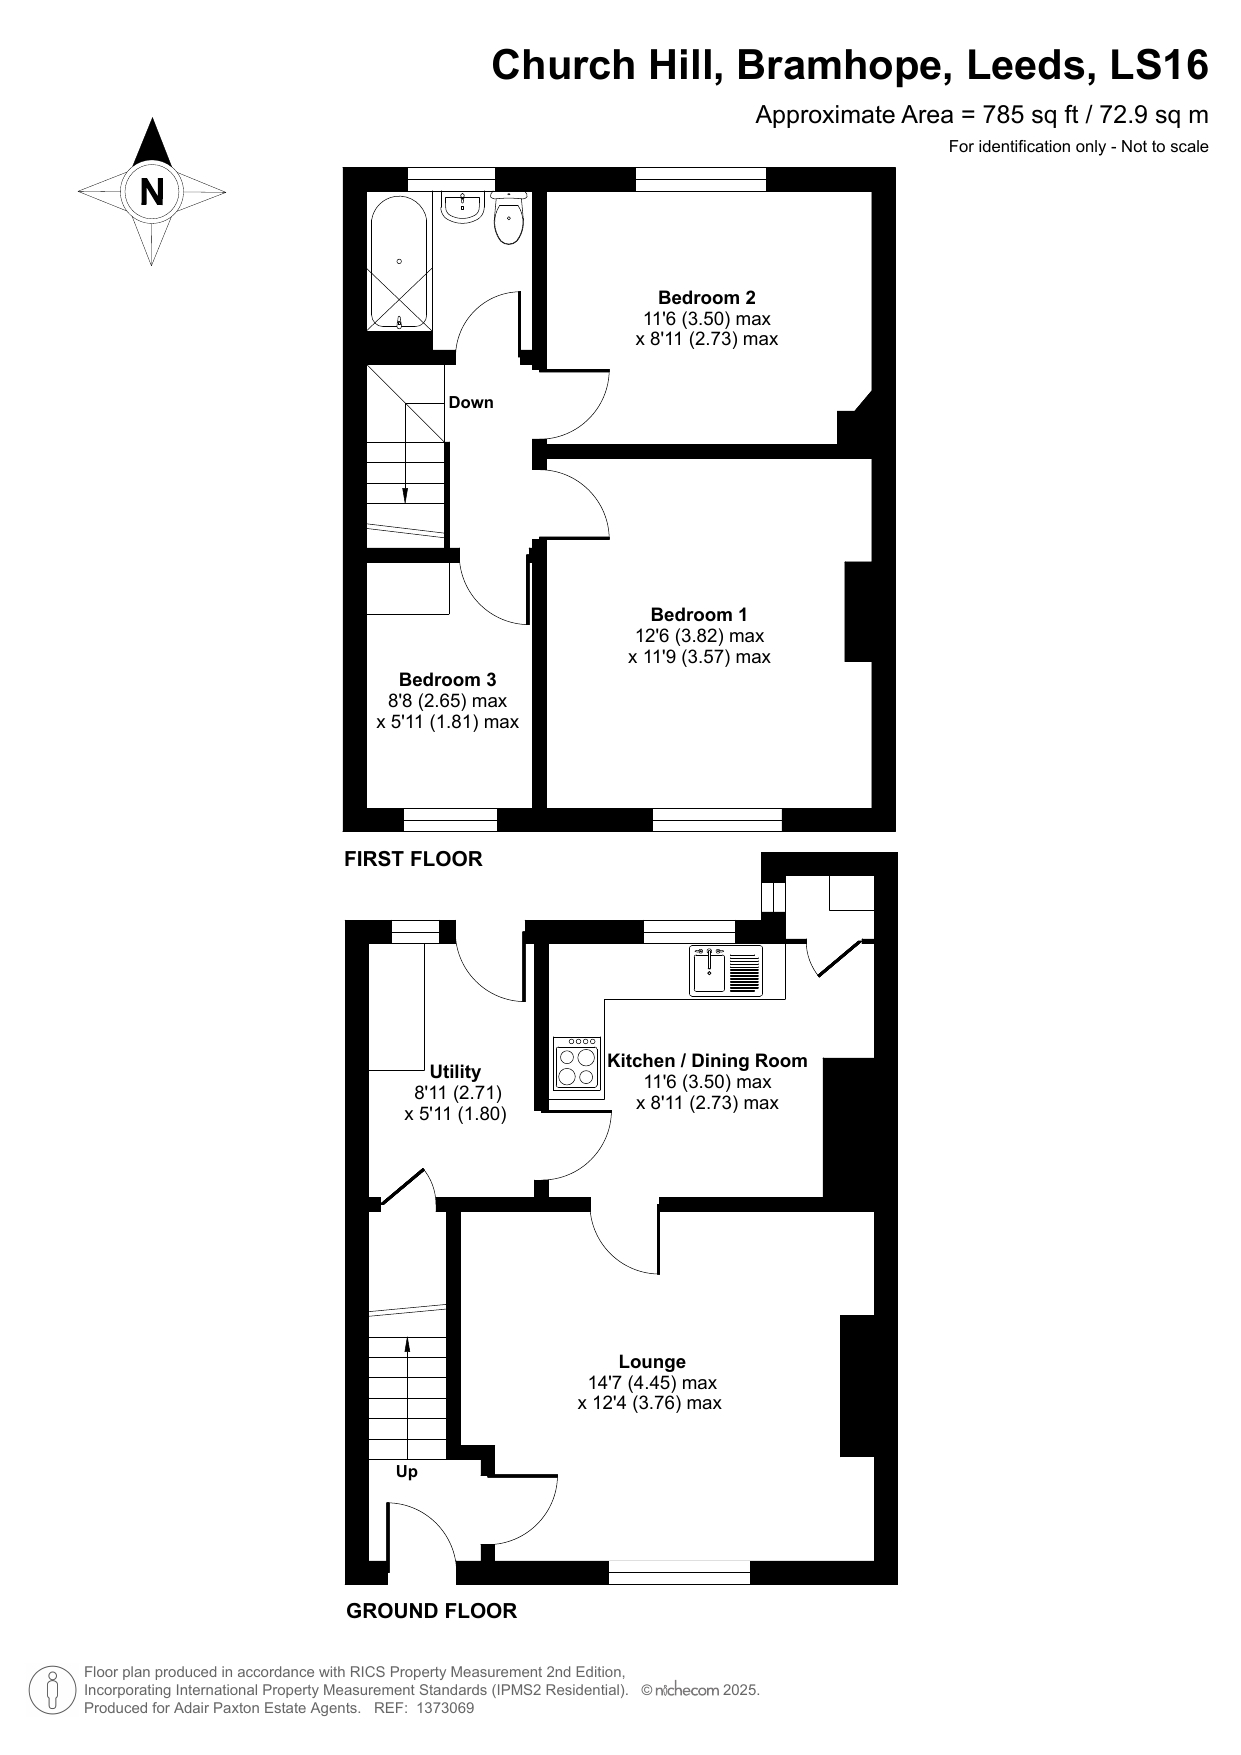 Church Hill, Bramhope, Leeds, LS16
Approximate Area = 785 sq ft / 72.9 sq m
For identification only - Not to scale
N
Bedroom 2
11'6 (3.50) max
x 8'11 (2.73) max
Down
Bedroom 1
12'6 (3.82) max
x 11'9 (3.57) max
Bedroom 3
8'8 (2.65) max
x 5'11 (1.81) max
FIRST FLOOR
Kitchen / Dining Room
11'6 (3.50) max
x 8'11 (2.73) max
Utility
8'11 (2.71)
x 5'11 (1.80)
Lounge
14'7 (4.45) max
x 12'4 (3.76) max
Up
GROUND FLOOR
Floor plan produced in accordance with RICS Property Measurement 2nd Edition,
Incorporating International Property Measurement Standards (IPMS2 Residential). © nichecom 2025.
Produced for Adair Paxton Estate Agents. REF: 1373069